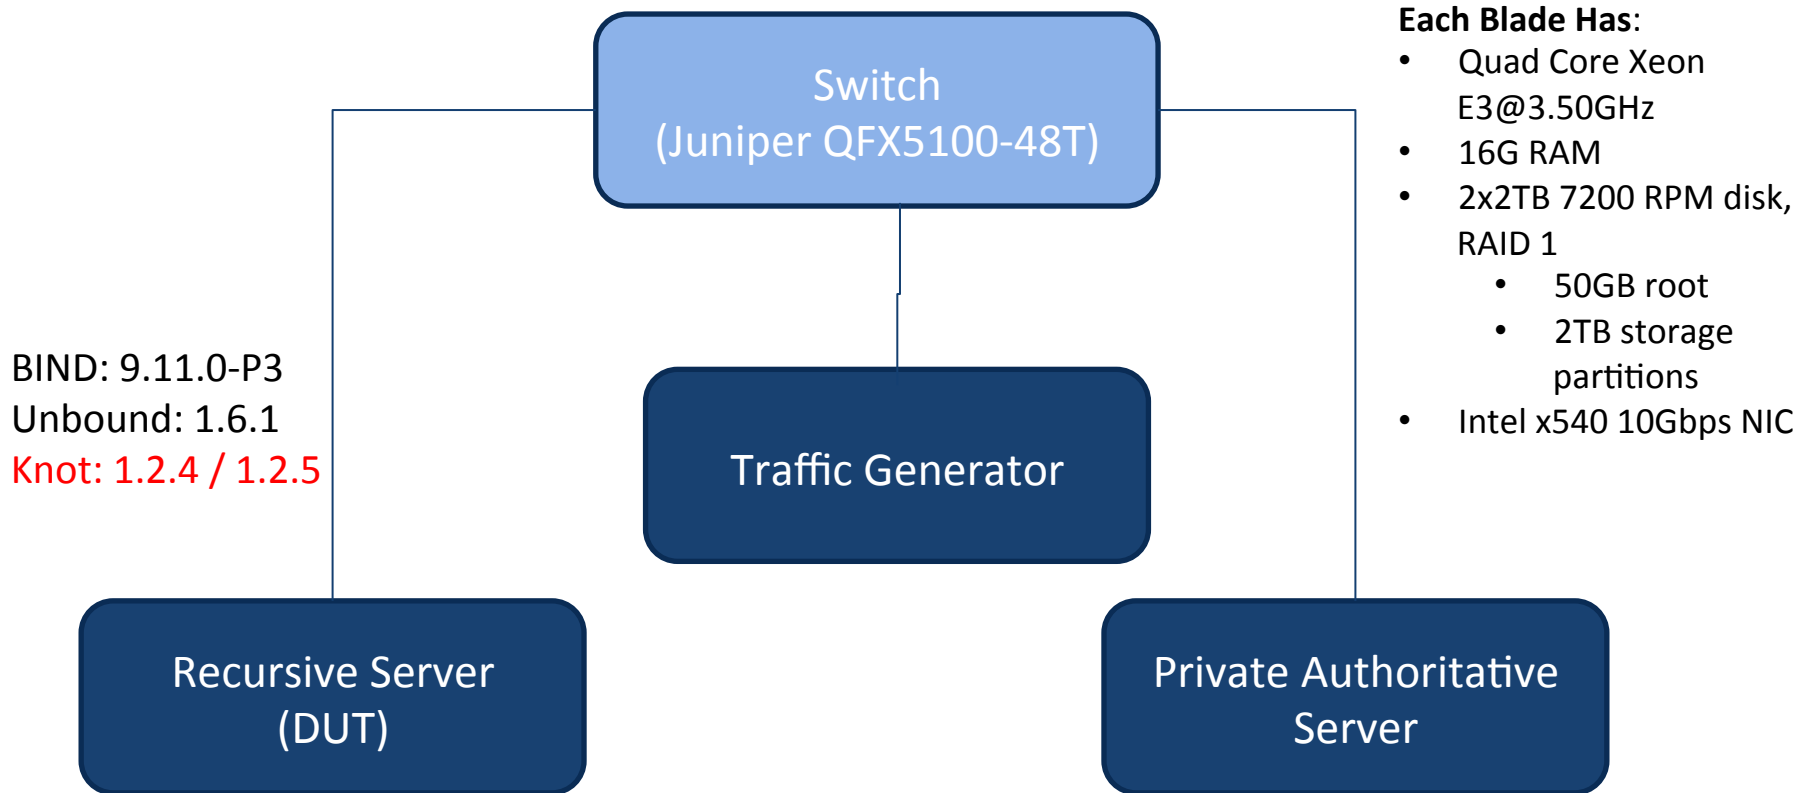 Switch
(Juniper QFX5100-48T)
Each Blade Has:
• Quad Core Xeon
E3@3.50GHz
• 16G RAM
• 2x2TB 7200 RPM disk,
RAID 1
• 50GB root
• 2TB storage
partitions
• Intel x540 10Gbps NIC
BIND: 9.11.0-P3
Unbound: 1.6.1
Knot: 1.2.4 / 1.2.5
Traffic Generator
Recursive Server
(DUT)
Private Authoritative
Server